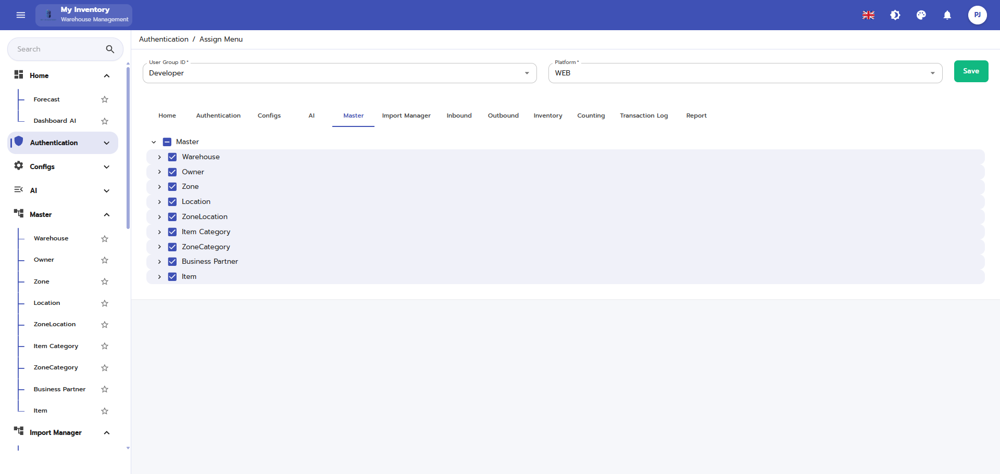 My Inventory
Warehouse Management
PJ
Search
Home
Forecast
Dashboard AI
Authentication
Configs
AI
Master
Warehouse
Owner
Zone
Location
ZoneLocation
Item Category
ZoneCategory
Business Partner
Item
Import Manager
Authentication / Assign Menu
User Group ID *
Developer
Platform *
WEB
Save
Home Authentication Configs AI Master Import Manager Inbound Outbound Inventory Counting Transaction Log Report
Master
Warehouse
Owner
Zone
Location
ZoneLocation
Item Category
ZoneCategory
Business Partner
Item